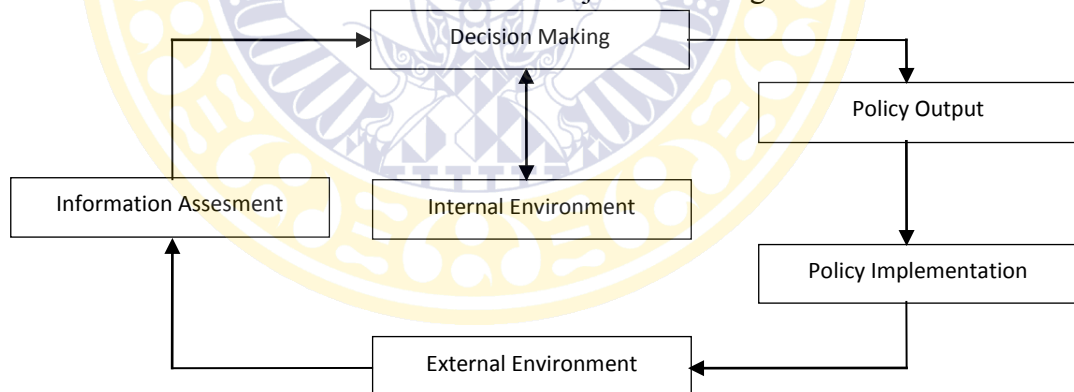 Decision Making
Policy Output
Information Assesment
Internal Environment
Policy Implementation
External Environment